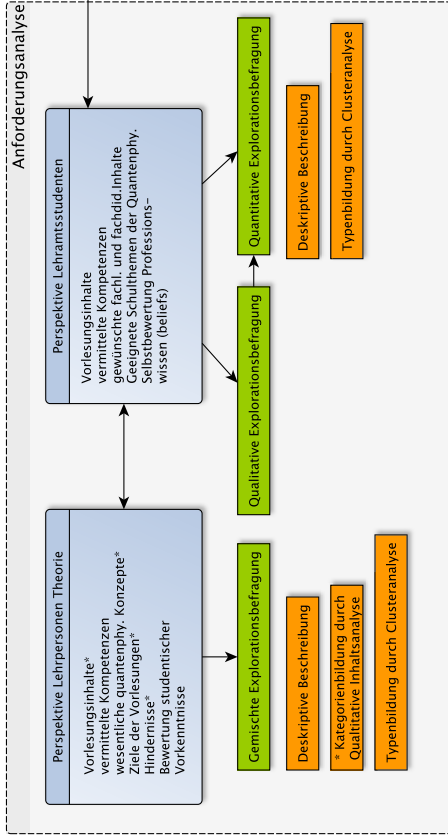 Anforderungsanalyse
Perspektive Lehrpersonen Theorie
Vorlesungsinhalte*
vermittelte Kompetenzen
wesentliche quantenphy. Konzepte*
Ziele der Vorlesungen*
Hindernisse*
Bewertung studentischer
Vorkenntnisse
Gemischte Explorationsbefragung
Deskriptive Beschreibung
* Kategorienbildung durch
Qualtitative Inhaltsanalyse
Typenbildung durch Clusteranalyse
Perspektive Lehramtsstudenten
Vorlesungsinhalte
vermittelte Kompetenzen
gewünschte fachl. und fachdid.Inhalte
Geeignete Schulthemen der Quantenphy.
Selbstbewertung Professions-
wissen (beliefs)
Qualitative Explorationsbefragung
Quantitative Explorationsbefragung
Deskriptive Beschreibung
Typenbildung durch Clusteranalyse